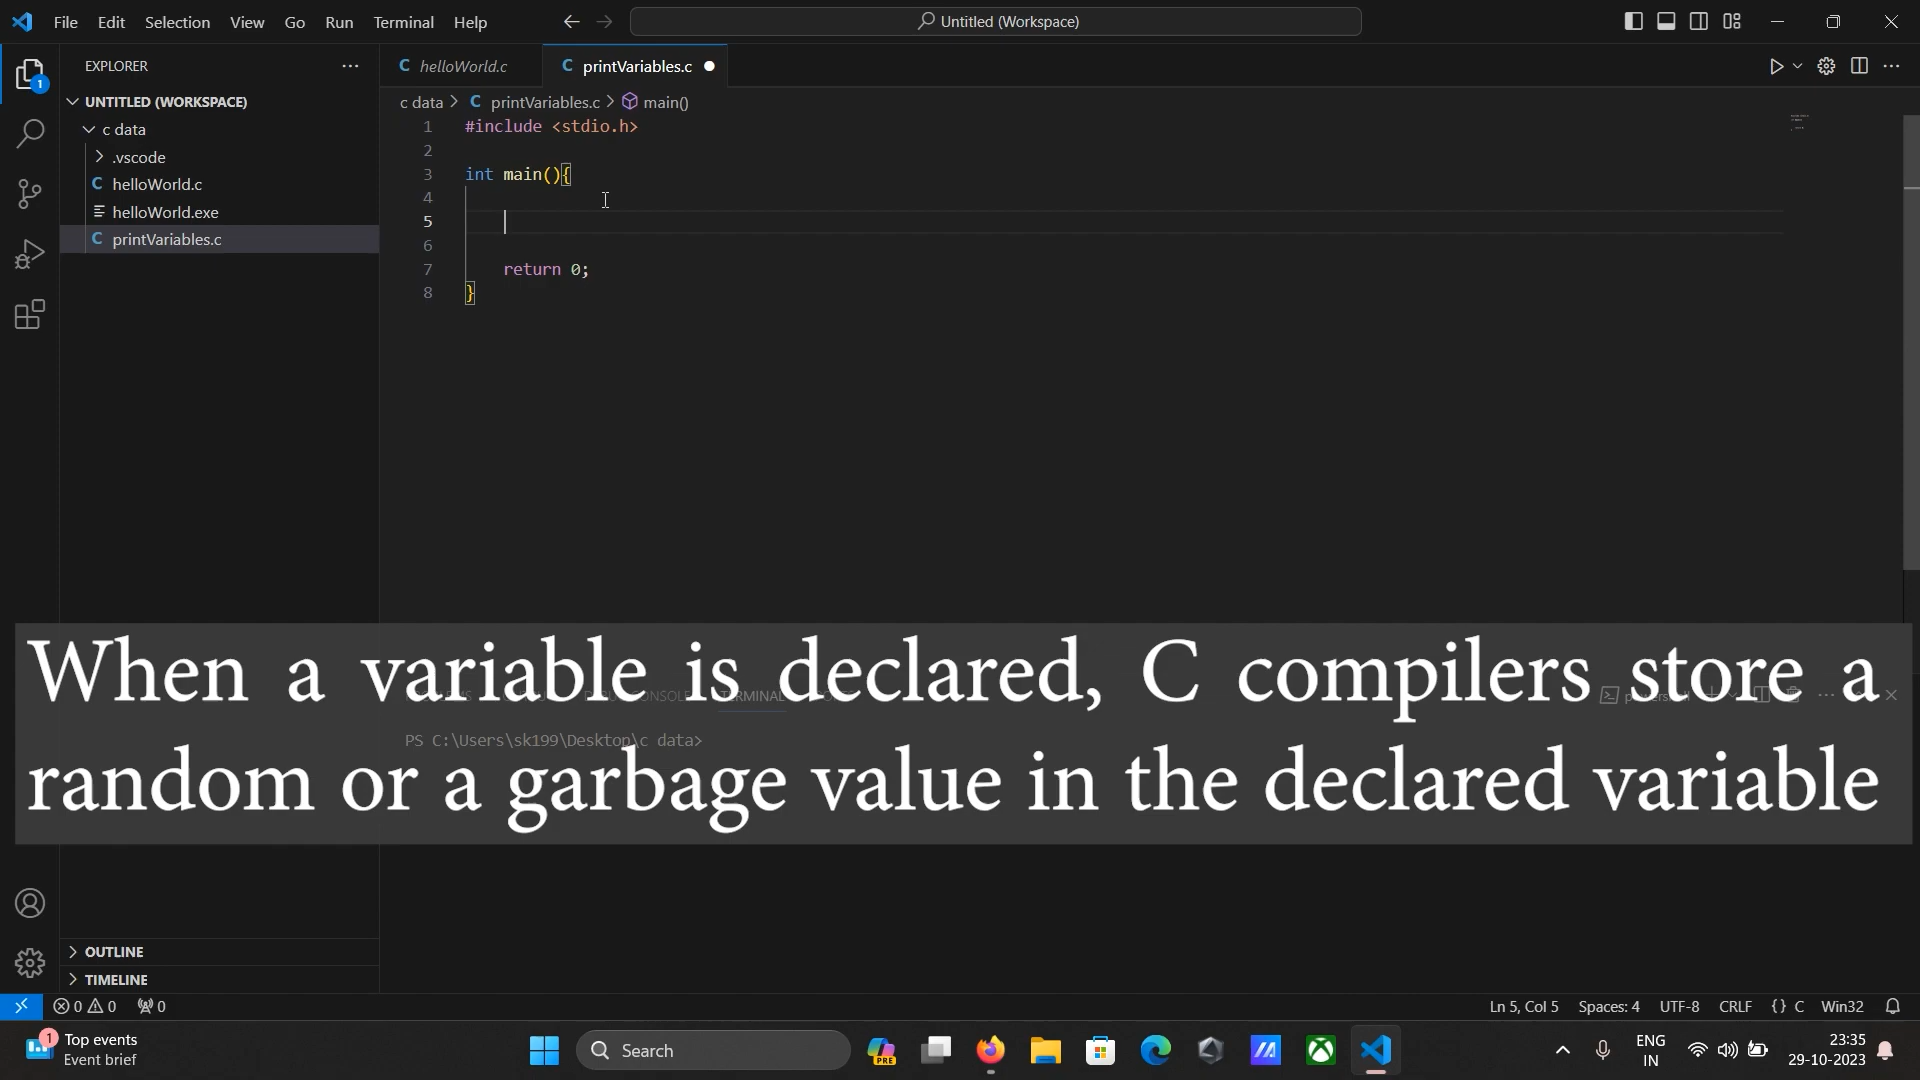 File Edit Selection View Go Run Terminal Help
Untitled (Workspace)
EXPLORER
helloWorld.c
printVariables.c
1
UNTITLED (WORKSPACE)
c data > printVariables.c > main()
c data
.vscode
helloWorld.c
helloWorld.exe
printVariables.c
1 #include <stdio.h>
2
3 int main(){
4
5
6
7 return 0;
8 }
When a variable is declared, C compilers store a
random or a garbage value in the declared variable
TERMINAL
PS C:\Users\sk199\Desktop\c data>
OUTLINE
TIMELINE
0 0 0
Ln 5, Col 5 Spaces: 4 UTF-8 CRLF {} C Win32
1
Top events
Event brief
Search
PRE
ENG
IN
23:35
29-10-2023